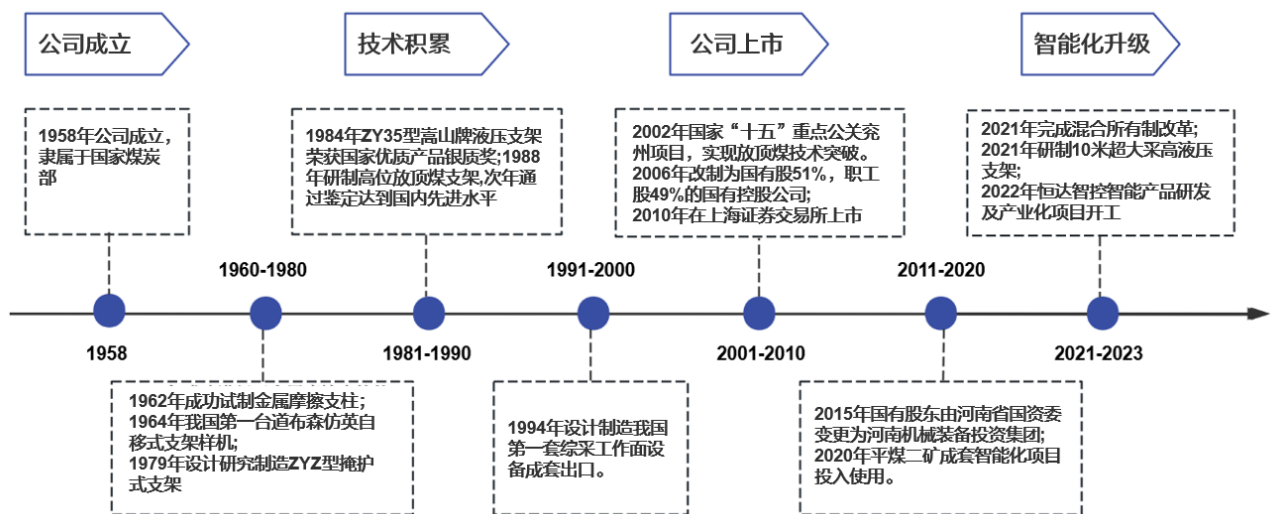 公司成立
技术积累
公司上市
智能化升级
1958年公司成立，
隶属于国家煤炭
部
1984年ZY35型嵩山牌液压支架
荣获国家优质产品银质奖;1988
年研制高位放顶煤支架,次年通
过鉴定达到国内先进水平
2002年国家“十五”重点公关兖
州项目，实现放顶煤技术突破。
2006年改制为国有股51%，职工
股49%的国有控股公司;
2010年在上海证券交易所上市
2021年完成混合所有制改革;
2021年研制10米超大采高液压
支架;
2022年恒达智控智能产品研发
及产业化项目开工
1960-1980
1991-2000
2011-2020
1958
1981-1990
2001-2010
2021-2023
1962年成功试制金属摩擦支柱；
1964年我国第一台道布森仿英自
移式支架样机;
1979年设计研究制造ZYZ型掩护
式支架
1994年设计制造我国
第一套综采工作面设
备成套出口。
2015年国有股东由河南省国资委
变更为河南机械装备投资集团;
2020年平煤二矿成套智能化项目
投入使用。